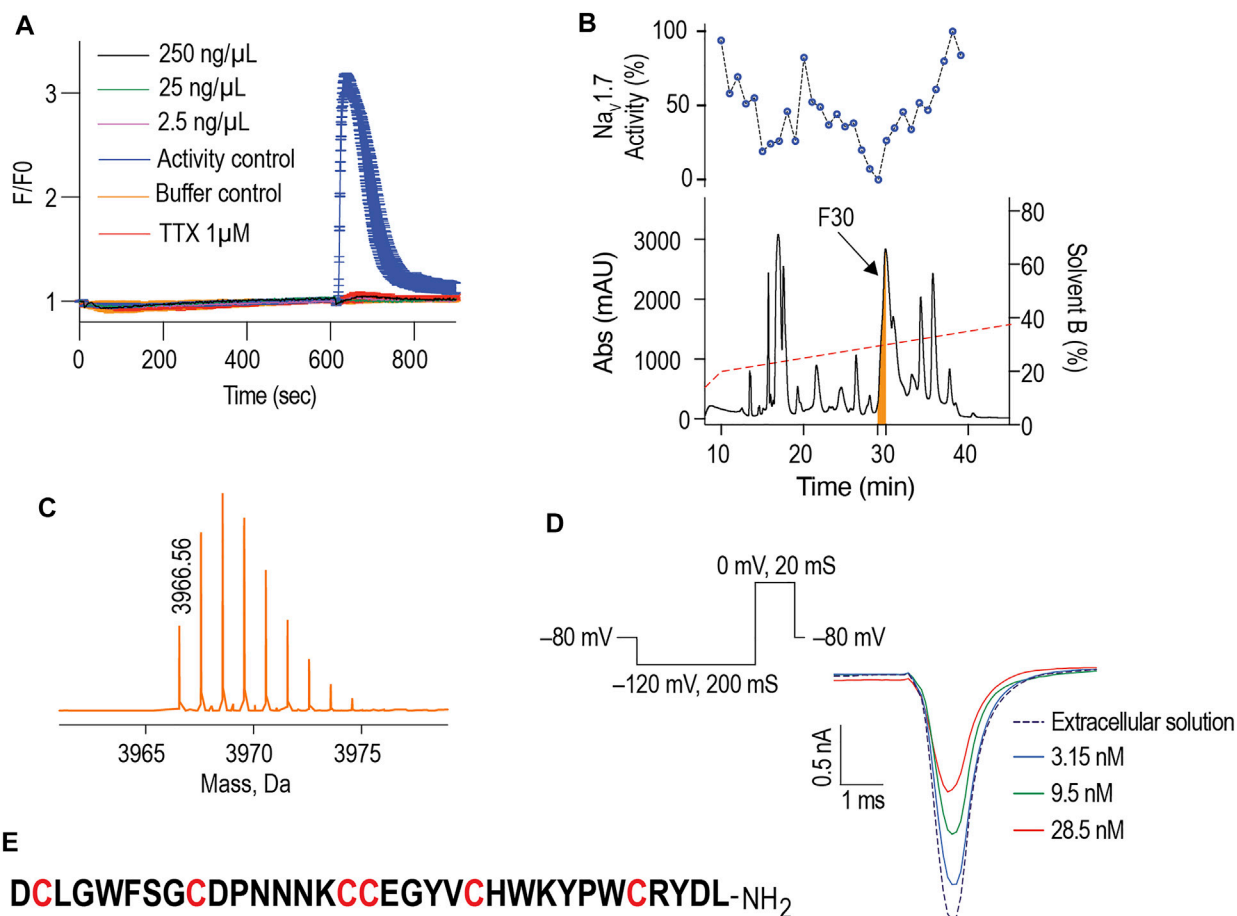 A
250 ng/µL
25 ng/µL
2.5 ng/µL
Activity control
Buffer control
TTX 1µM
F/F0
3
2
1
0
200
400
600
800
Time (sec)
B
Na_V1.7
Activity (%)
100
50
0
F30
Abs (mAU)
3000
2000
1000
0
80
60
40
20
0
Solvent B (%)
10
20
30
40
Time (min)
C
3966.56
3965
3970
3975
Mass, Da
D
0 mV, 20 mS
–80 mV
–80 mV
–120 mV, 200 mS
0.5 nA
1 ms
Extracellular solution
3.15 nM
9.5 nM
28.5 nM
E
DCLGWFSGCDPNNNKCCEGYVCHWKYPWCRYDL-NH2